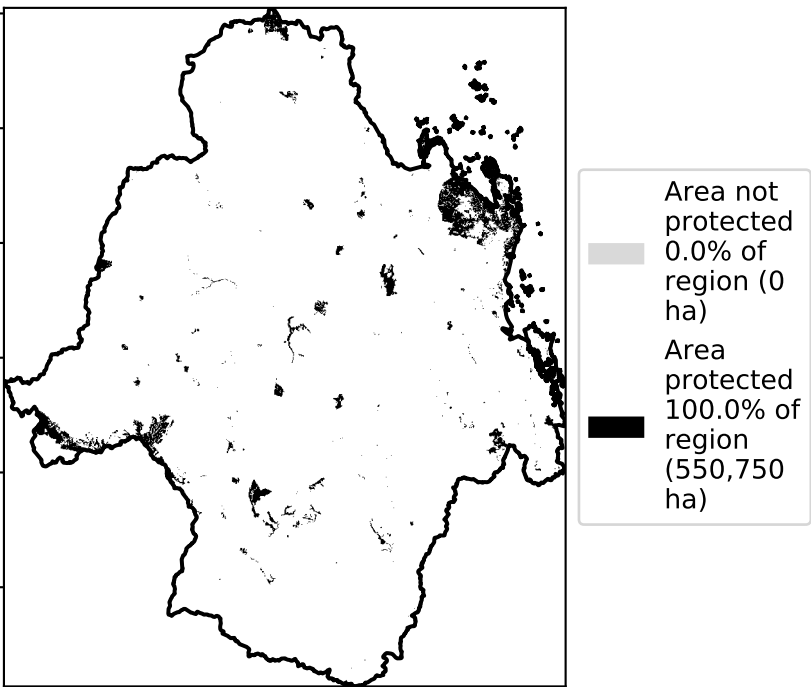 Area not
protected
0.0% of
region (0
ha)
Area
protected
100.0% of
region
(550,750
ha)